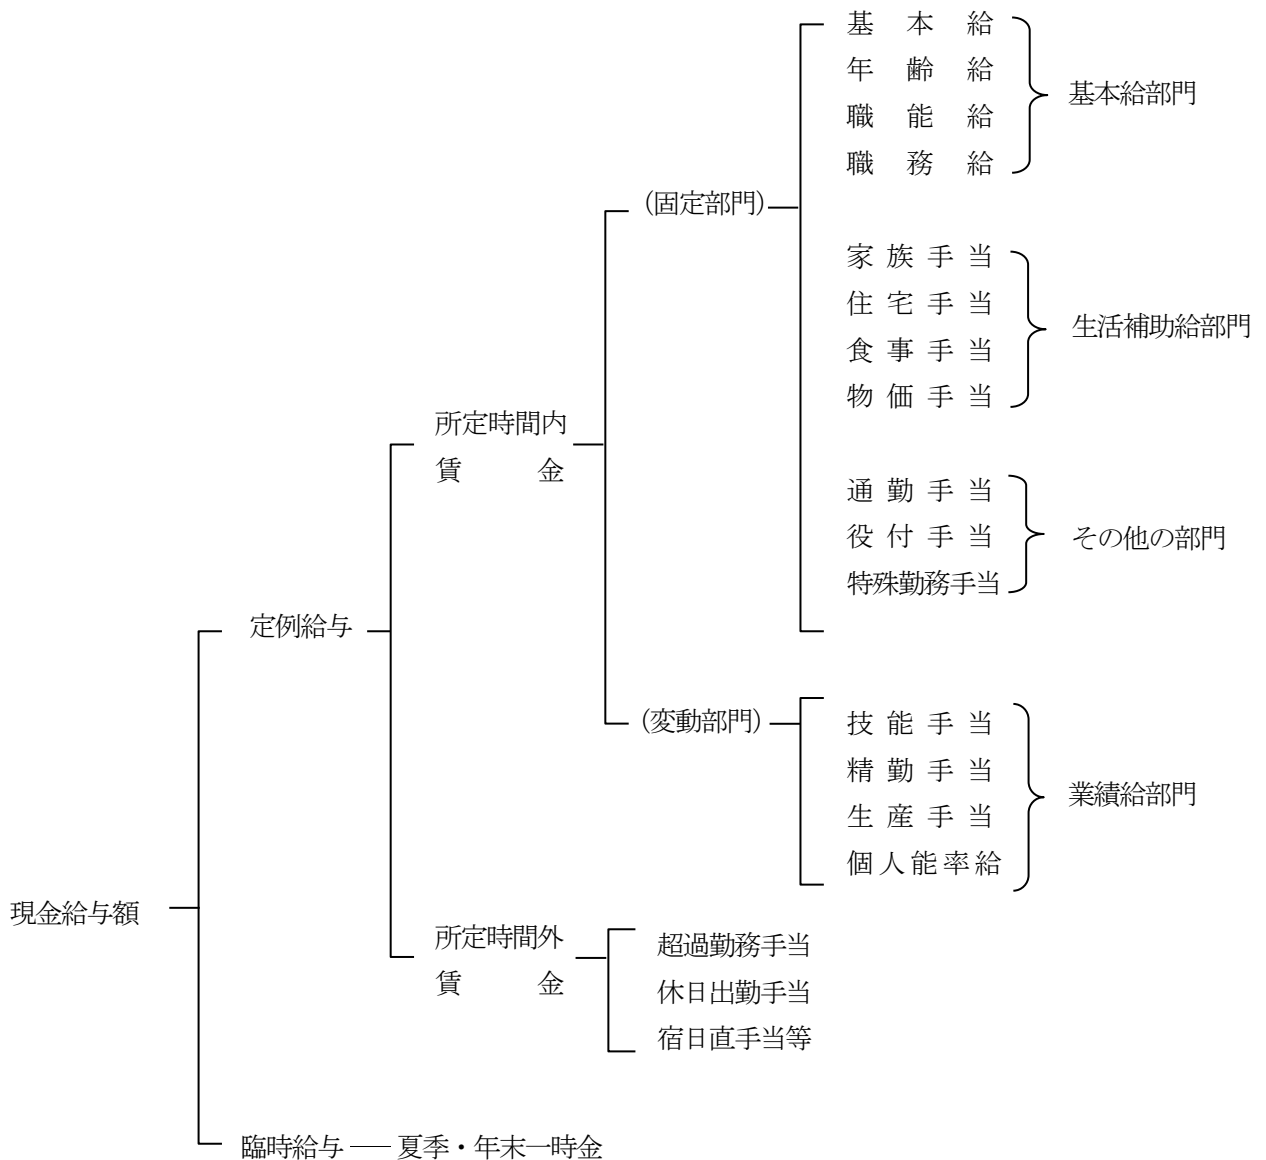 基本給
年齢給
職能給
職務給
基本給部門
(固定部門)
家族手当
住宅手当
食事手当
物価手当
生活補助給部門
所定時間内
賃金
通勤手当
役付手当
特殊勤務手当
その他の部門
定例給与
(変動部門)
技能手当
精勤手当
生産手当
個人能率給
業績給部門
現金給与額
所定時間外
賃金
超過勤務手当
休日出勤手当
宿日直手当等
臨時給与 ── 夏季・年末一時金